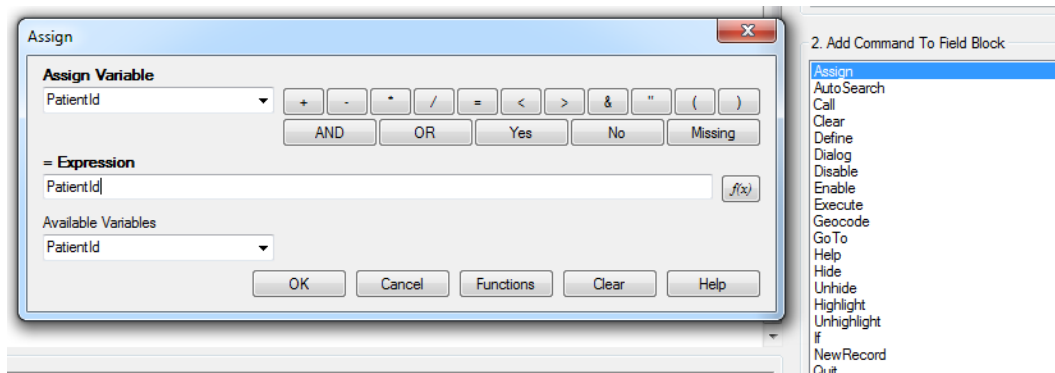 Assign
Assign Variable
PatientId
+ - * / = < > & " ( )
AND OR Yes No Missing
= Expression
PatientId
f(x)
Available Variables
PatientId
OK Cancel Functions Clear Help
2. Add Command To Field Block
Assign
AutoSearch
Call
Clear
Define
Dialog
Disable
Enable
Execute
Geocode
GoTo
Help
Hide
Unhide
Highlight
Unhighlight
If
NewRecord
Quit